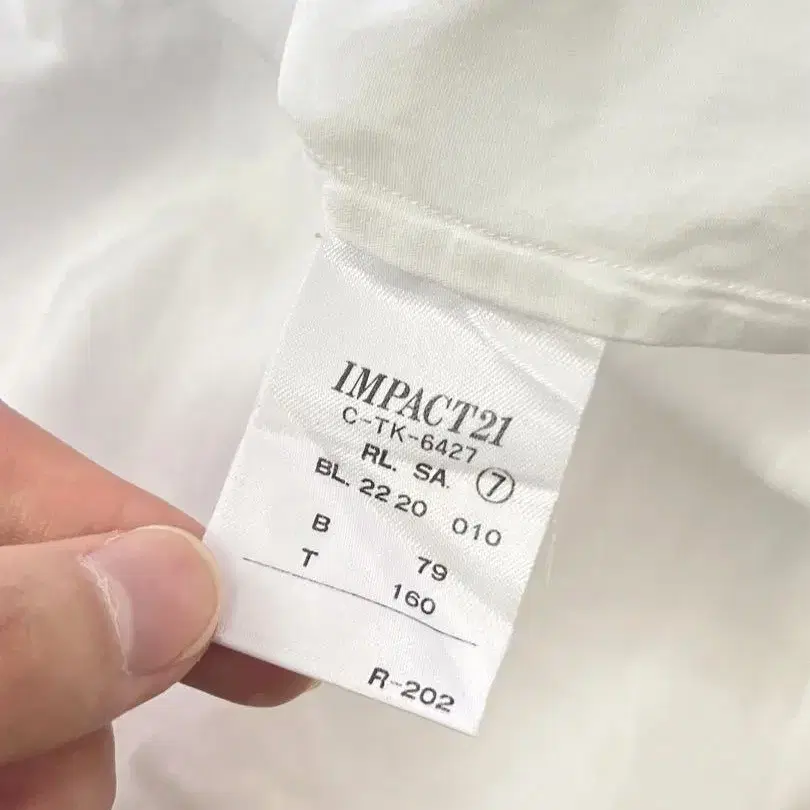 IMPACT21
C-TK-6427
RL. SA. ⑦
BL. 22 20 010
B 79
T 160
R-202